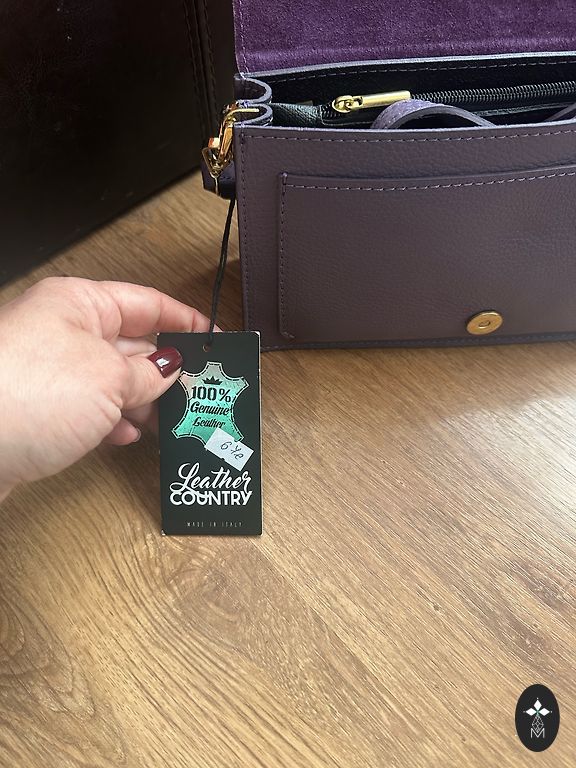 100%
Genuine
Leather
Leather
COUNTRY
MADE IN ITALY
M